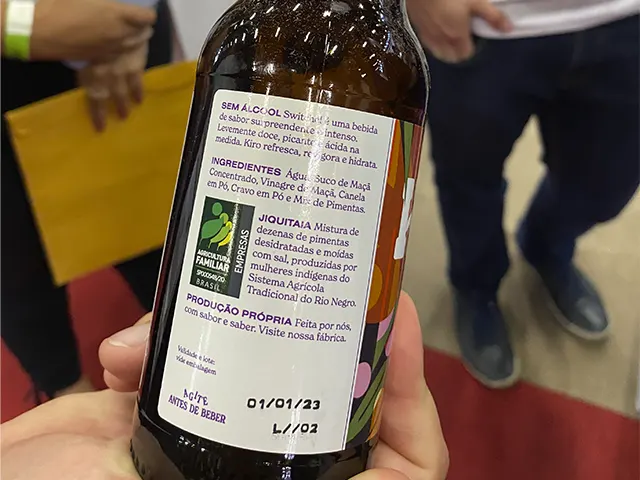 SEM ÁLCOOL Switchel é uma bebida
de sabor surpreendente e intenso.
Levemente doce, picante e ácida na
medida. Kiro refresca, revigora e hidrata.
INGREDIENTES Água, Suco de Maçã
Concentrado, Vinagre de Maçã, Canela
em Pó, Cravo em Pó e Mix de Pimentas.
AGRICULTURA
FAMILIAR
BRASIL
EMPRESAS
JIQUITAIA Mistura de
dezenas de pimentas
desidratadas e moídas
com sal, produzidas por
mulheres indígenas do
Sistema Agrícola
Tradicional do Rio Negro.
PRODUÇÃO PRÓPRIA Feita por nós,
com sabor e saber. Visite nossa fábrica.
Validade e lote:
vide embalagem
AGITE
ANTES DE BEBER
01/01/23
L//02